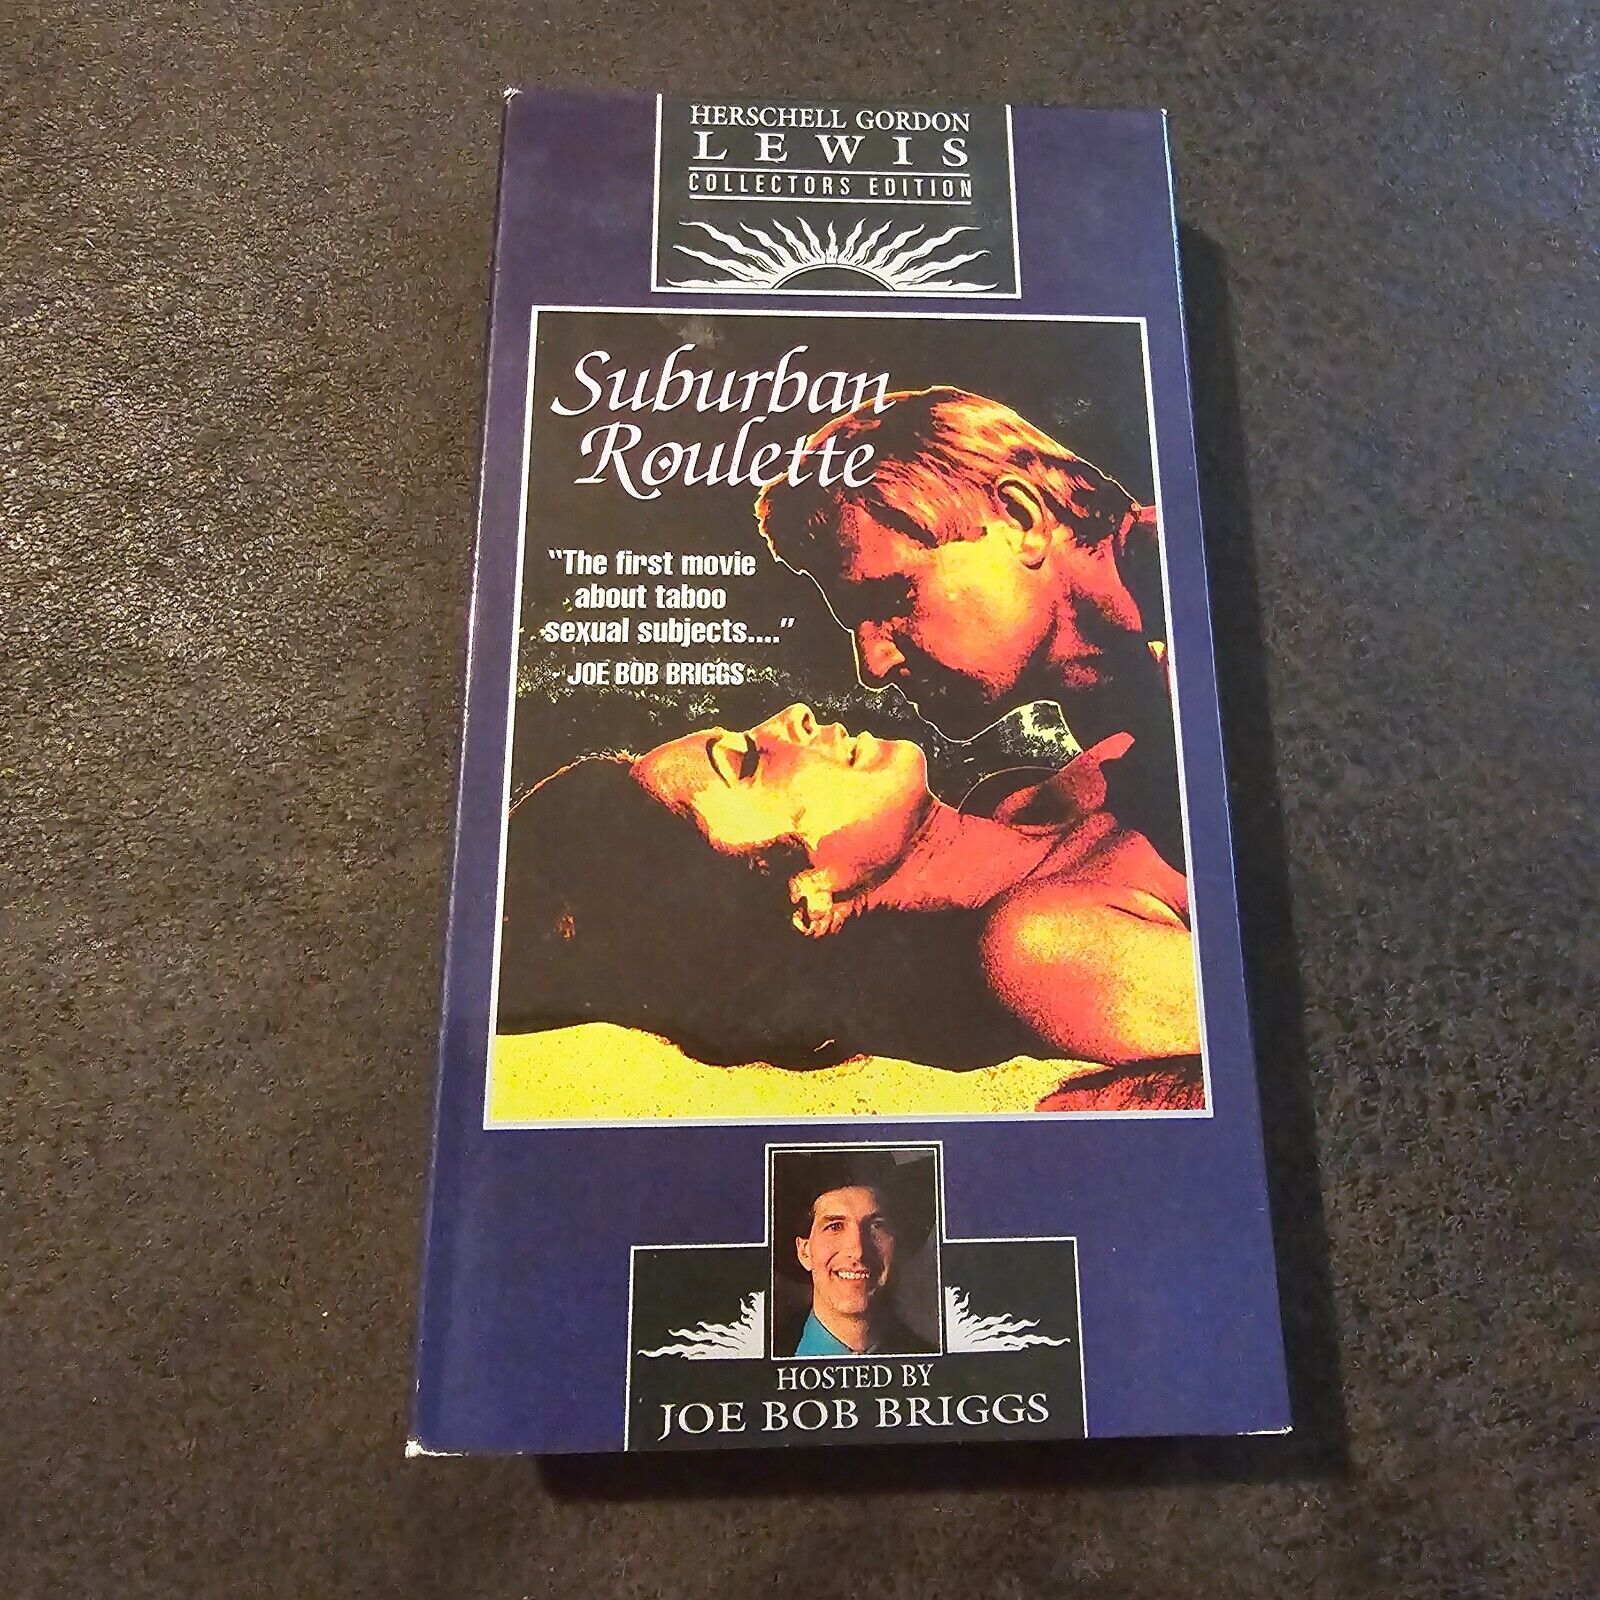 HERSCHELL GORDON
LEWIS
COLLECTORS EDITION
Suburban
Roulette
"The first movie
about taboo
sexual subjects...."
JOE BOB BRIGGS
HOSTED BY
JOE BOB BRIGGS